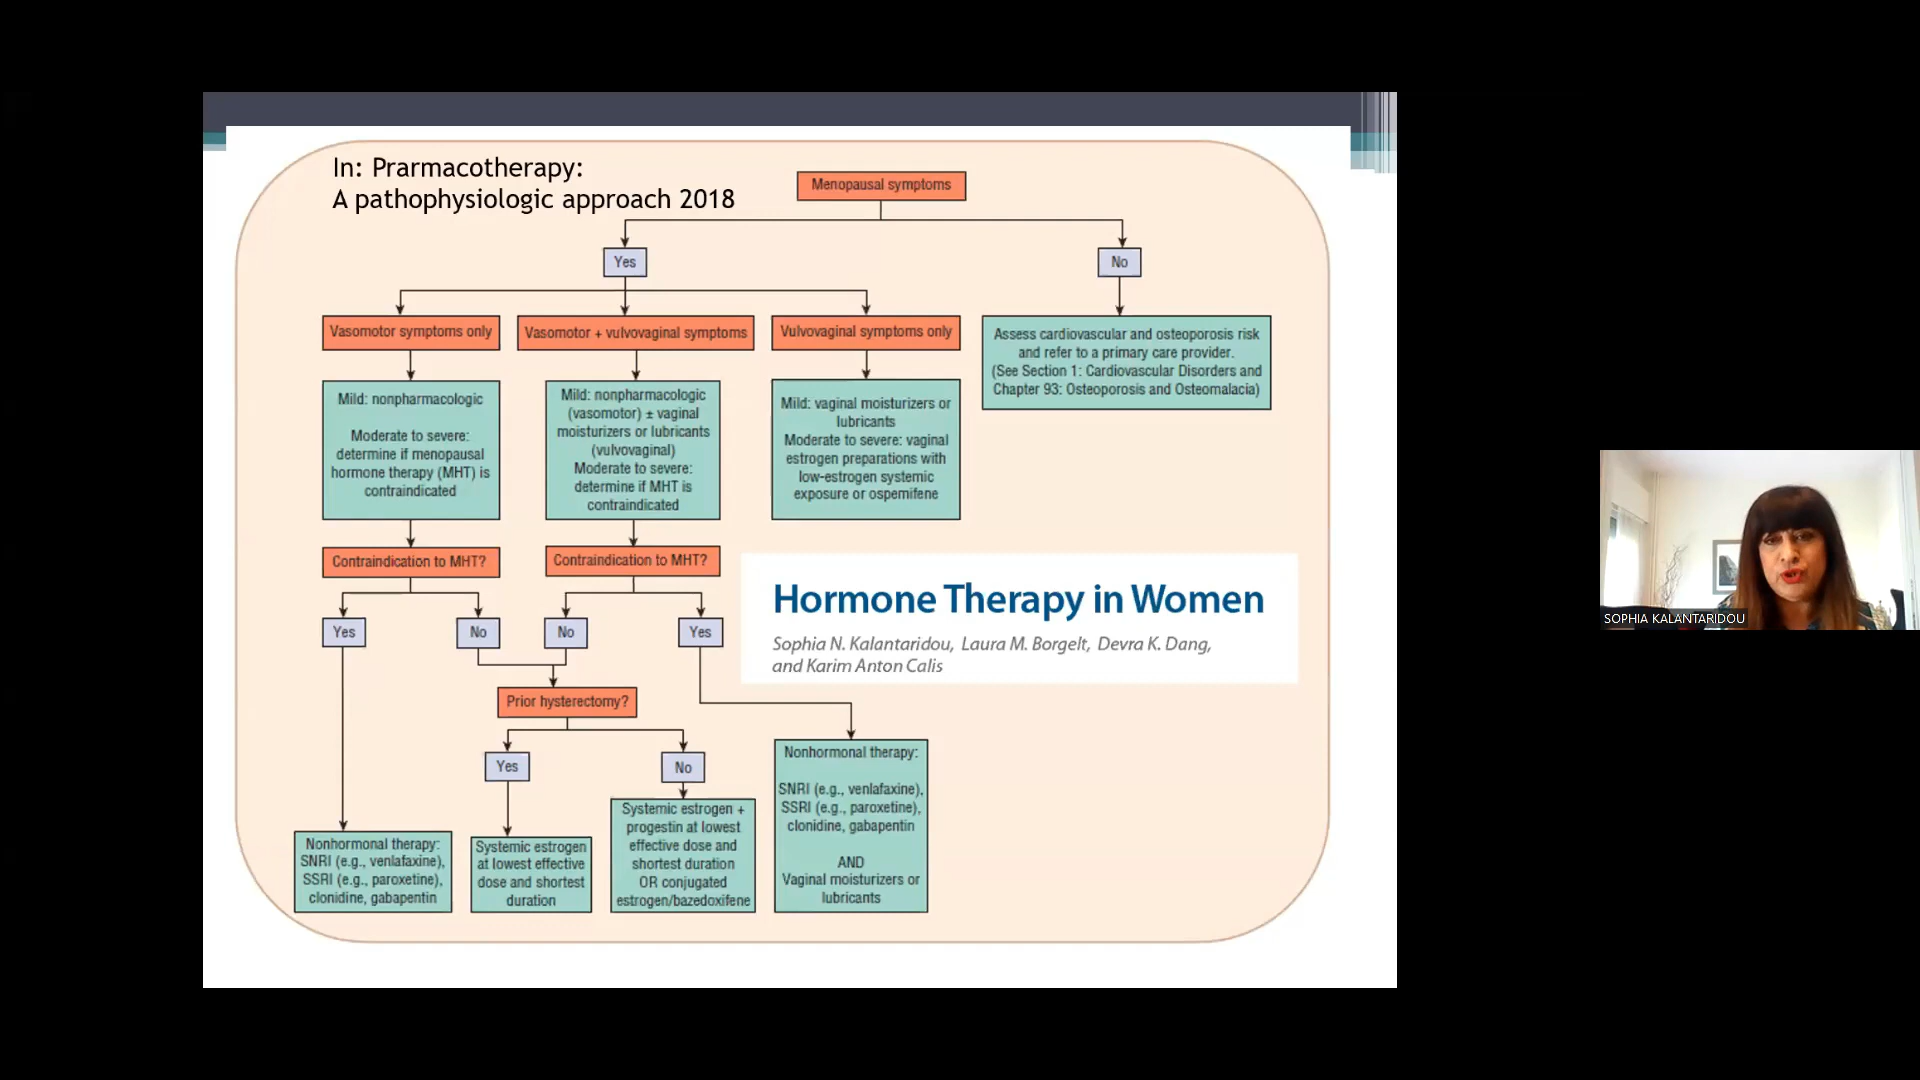 In: Prarmacotherapy:
A pathophysiologic approach 2018
Menopausal symptoms
Yes
No
Vasomotor symptoms only
Vasomotor + vulvovaginal symptoms
Vulvovaginal symptoms only
Assess cardiovascular and osteoporosis risk
and refer to a primary care provider.
(See Section 1: Cardiovascular Disorders and
Chapter 93: Osteoporosis and Osteomalacia)
Mild: nonpharmacologic
Moderate to severe:
determine if menopausal
hormone therapy (MHT) is
contraindicated
Mild: nonpharmacologic
(vasomotor) ± vaginal
moisturizers or lubricants
(vulvovaginal)
Moderate to severe:
determine if MHT is
contraindicated
Mild: vaginal moisturizers or
lubricants
Moderate to severe: vaginal
estrogen preparations with
low-estrogen systemic
exposure or ospemifene
Contraindication to MHT?
Contraindication to MHT?
Yes
No
No
Yes
Hormone Therapy in Women
Sophia N. Kalantaridou, Laura M. Borgelt, Devra K. Dang,
and Karim Anton Calis
Prior hysterectomy?
Yes
No
Nonhormonal therapy:
SNRI (e.g., venlafaxine),
SSRI (e.g., paroxetine),
clonidine, gabapentin
Systemic estrogen
at lowest effective
dose and shortest
duration
Systemic estrogen +
progestin at lowest
effective dose and
shortest duration
OR conjugated
estrogen/bazedoxifene
Nonhormonal therapy:
SNRI (e.g., venlafaxine),
SSRI (e.g., paroxetine),
clonidine, gabapentin
AND
Vaginal moisturizers or
lubricants
SOPHIA KALANTARIDOU